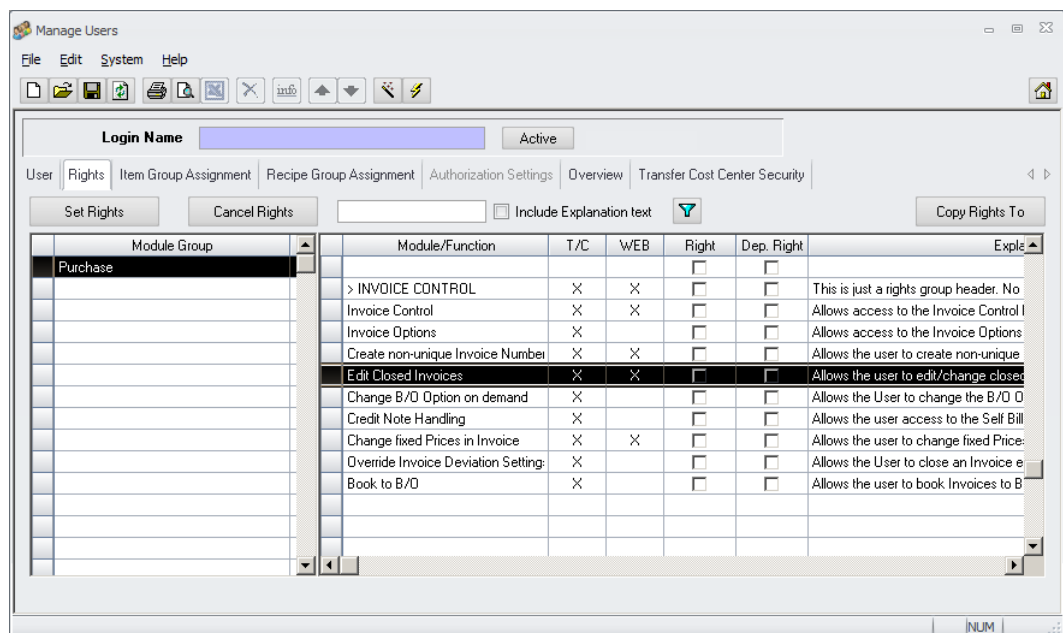 Manage Users
File Edit System Help
info
Login Name Active
User Rights Item Group Assignment Recipe Group Assignment Authorization Settings Overview Transfer Cost Center Security
Set Rights Cancel Rights Include Explanation text Copy Rights To
Module Group Module/Function T/C WEB Right Dep. Right Expla
Purchase
> INVOICE CONTROL X X This is just a rights group header. No
Invoice Control X X Allows access to the Invoice Control
Invoice Options X Allows access to the Invoice Options
Create non-unique Invoice Number X X Allows the user to create non-unique
Edit Closed Invoices X X Allows the user to edit/change closed
Change B/O Option on demand X Allows the User to change the B/O O
Credit Note Handling X Allows the user access to the Self Bill
Change fixed Prices in Invoice X X Allows the user to change fixed Price
Override Invoice Deviation Setting X Allows the User to close an Invoice e
Book to B/O X Allows the user to book Invoices to B
NUM